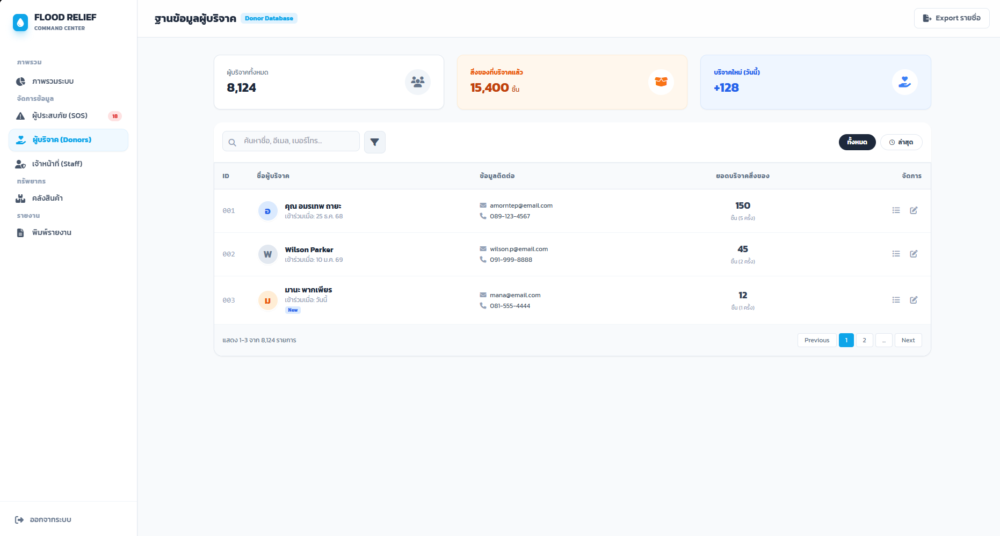 FLOOD RELIEF
COMMAND CENTER
ภาพรวม
ภาพรวมระบบ
จัดการข้อมูล
ผู้ประสบภัย (SOS)
18
ผู้บริจาค (Donors)
เจ้าหน้าที่ (Staff)
ทรัพยากร
คลังสินค้า
รายงาน
พิมพ์รายงาน
ออกจากระบบ
ฐานข้อมูลผู้บริจาค
Donor Database
Export รายชื่อ
ผู้บริจาคทั้งหมด
8,124
สิ่งของที่บริจาคแล้ว
15,400 ชิ้น
บริจาคใหม่ (วันนี้)
+128
ค้นหาชื่อ, อีเมล, เบอร์โทร...
ทั้งหมด
ล่าสุด
ID
ชื่อผู้บริจาค
ข้อมูลติดต่อ
ยอดบริจาคสิ่งของ
จัดการ
001
อ
คุณ อมรเทพ ถายะ
เข้าร่วมเมื่อ: 25 ธ.ค. 68
amorntep@email.com
089-123-4567
150
ชิ้น (5 ครั้ง)
002
W
Wilson Parker
เข้าร่วมเมื่อ: 10 ม.ค. 69
wilson.p@email.com
091-999-8888
45
ชิ้น (2 ครั้ง)
003
ม
มานะ พากเพียร
เข้าร่วมเมื่อ: วันนี้
New
mana@email.com
081-555-4444
12
ชิ้น (1 ครั้ง)
แสดง 1-3 จาก 8,124 รายการ
Previous
1
2
...
Next